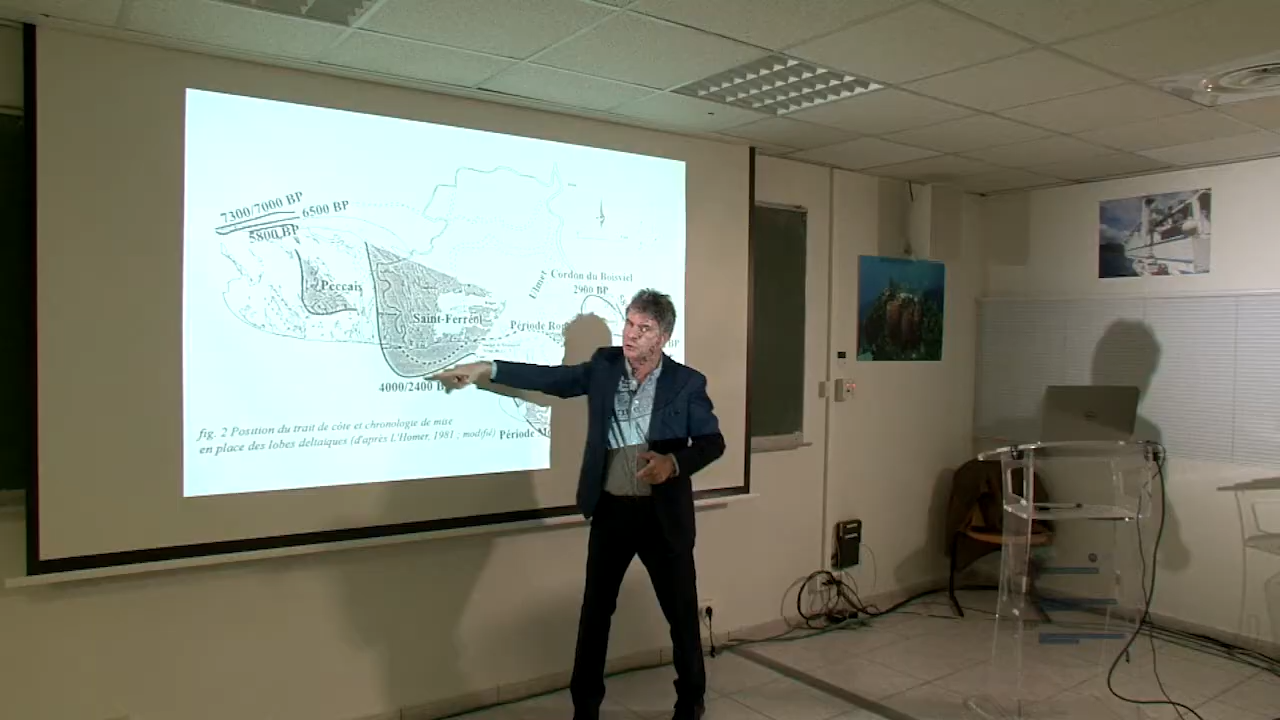 7300/7000 BP
6500 BP
5800 BP
Peccais
Saint-Ferréol
Ulmet
Cordon du Boisviel
2900 BP
Période
4000/2400
BP
fig. 2 Position du trait de côte et chronologie de mise
en place des lobes deltaïques (d'après L'Homer, 1981 , modifié)
Période